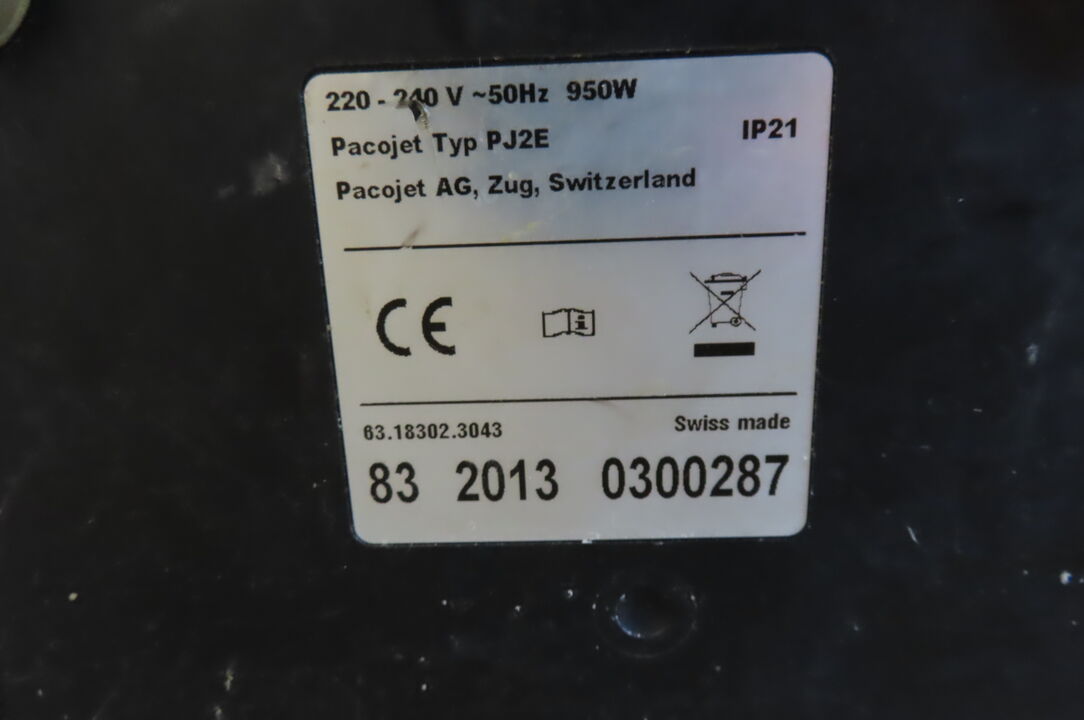 220 - 240 V ~50Hz 950W
Pacojet Typ PJ2E IP21
Pacojet AG, Zug, Switzerland
CE
63.18302.3043 Swiss made
83 2013 0300287